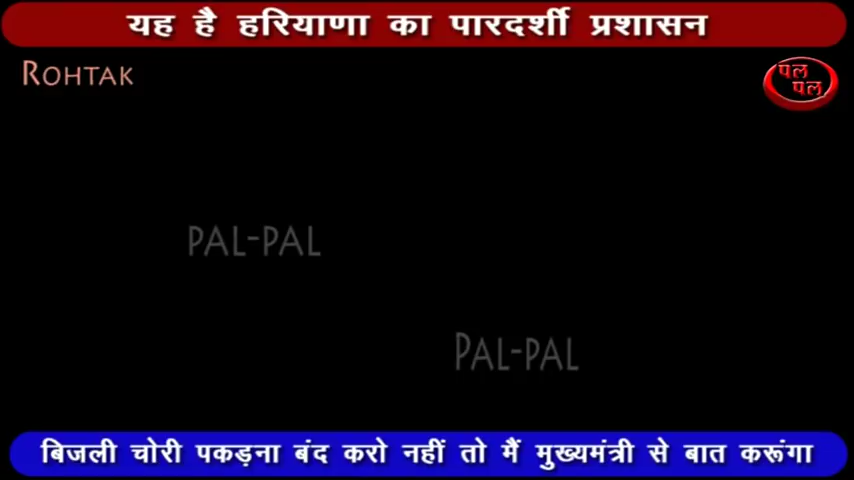 यह है हरियाणा का पारदर्शी प्रशासन
ROHTAK
पल
पल
PAL-PAL
PAL-PAL
बिजली चोरी पकड़ना बंद करो नहीं तो मैं मुख्यमंत्री से बात करूंगा